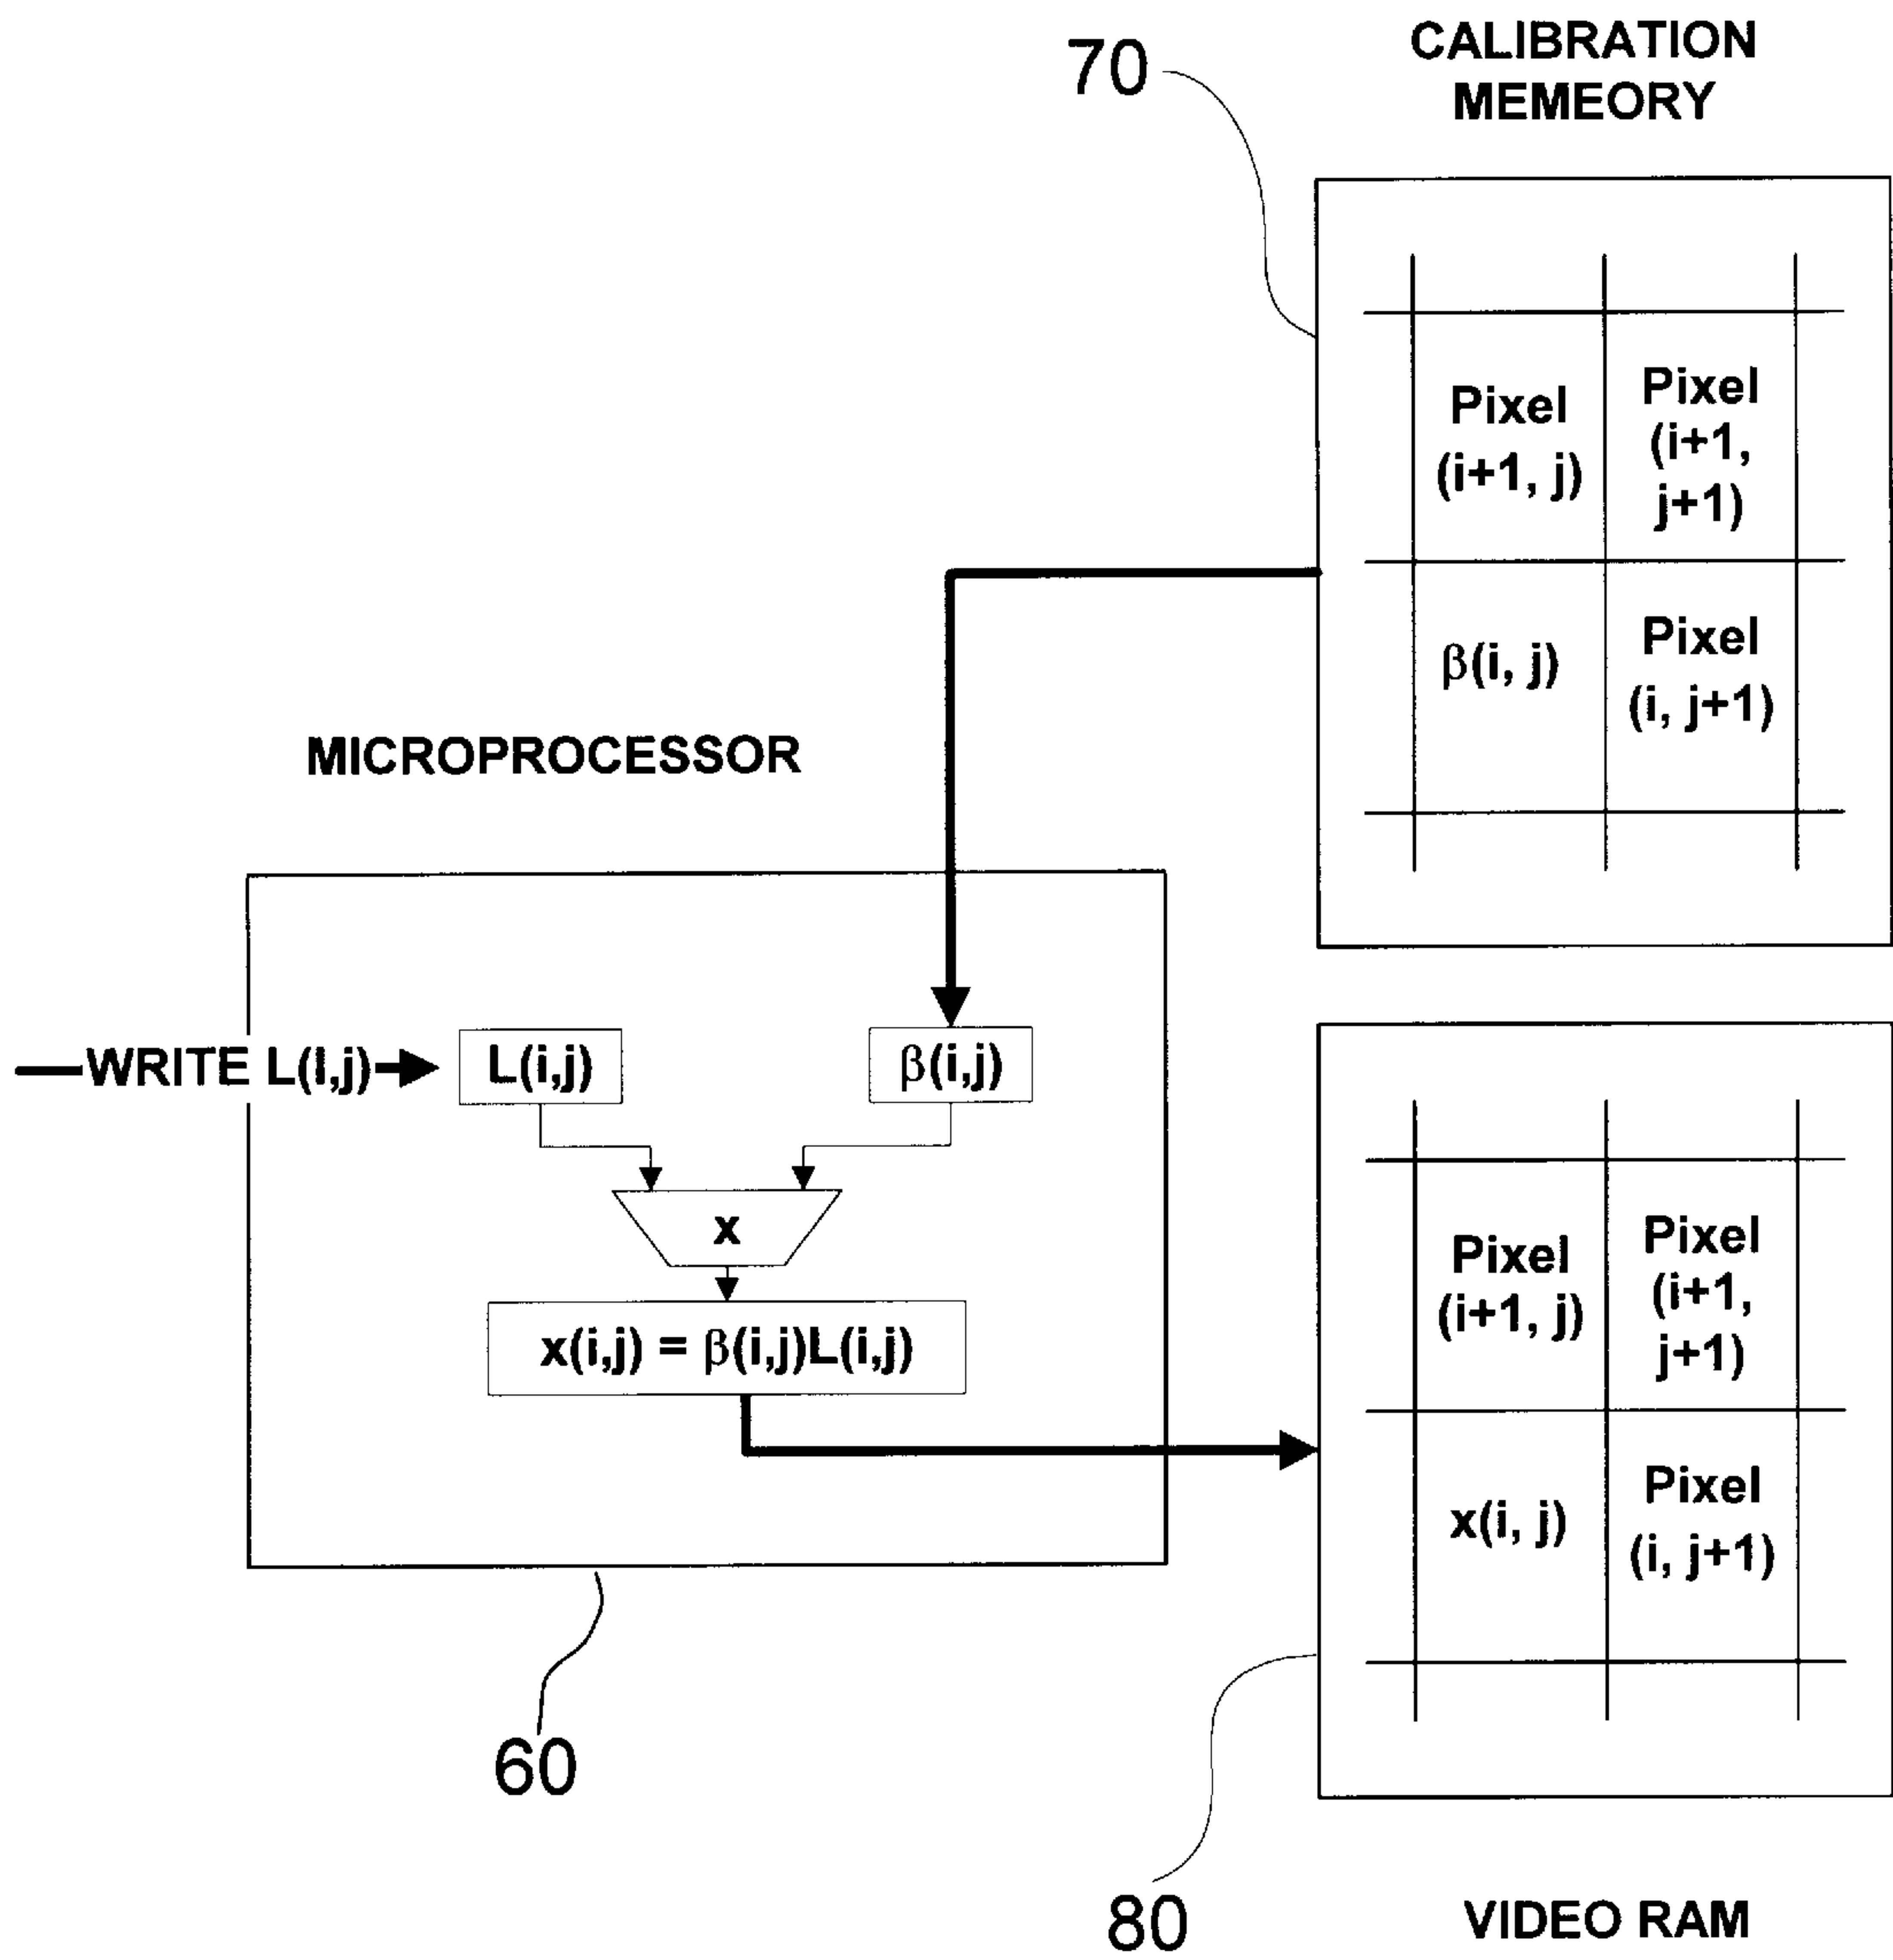 70
CALIBRATION
MEMEORY
Pixel
(i+1, j)
Pixel
(i+1,
j+1)
β(i, j)
Pixel
(i, j+1)
MICROPROCESSOR
WRITE L(I,j)
L(i,j)
β(i,j)
x
x(i,j) = β(i,j)L(i,j)
60
Pixel
(i+1, j)
Pixel
(i+1,
j+1)
x(i, j)
Pixel
(i, j+1)
80
VIDEO RAM